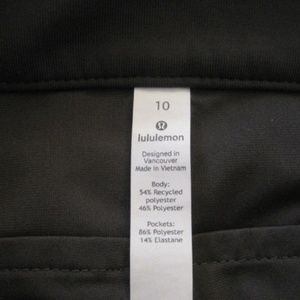 10
lululemon
Designed in
Vancouver
Made in Vietnam
Body:
54% Recycled
polyester
46% Polyester
Pockets:
86% Polyester
14% Elastane